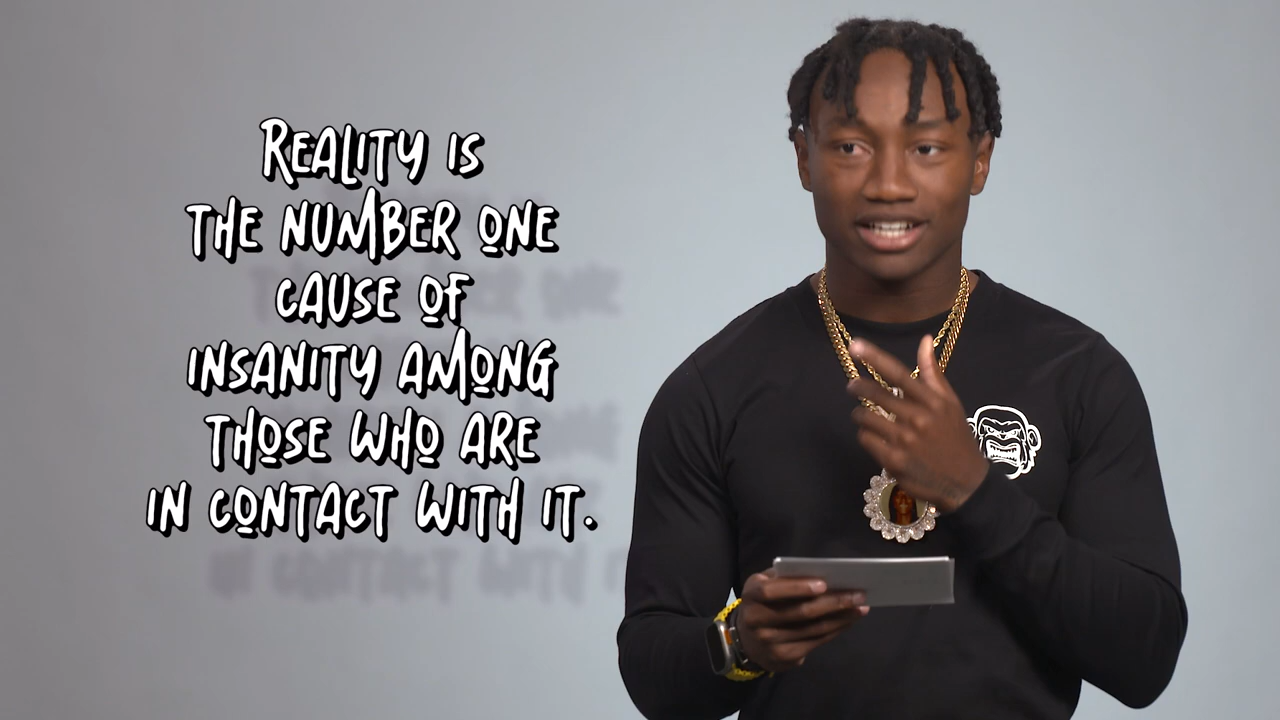 Reality is
the number one
cause of
insanity among
those who are
in contact with it.